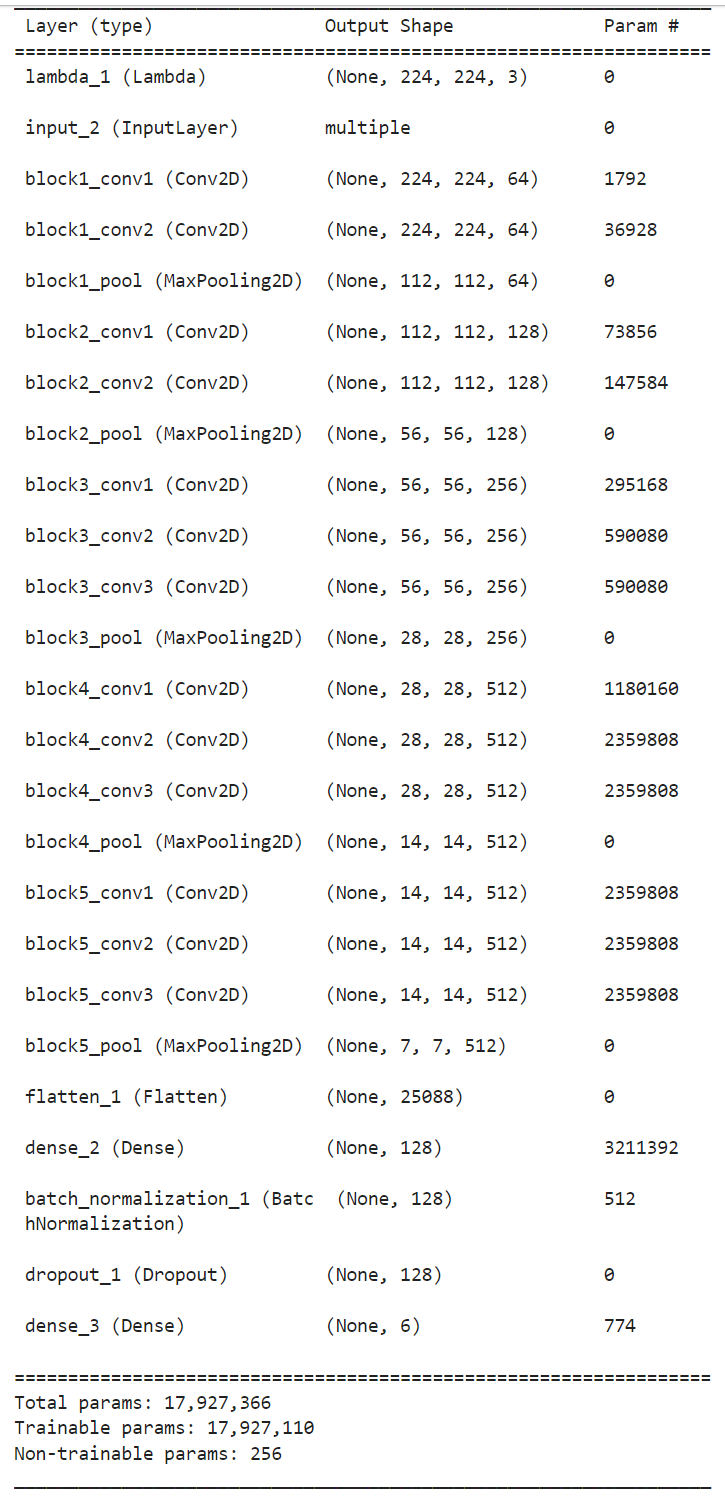 Layer (type) Output Shape Param #
=================================================================
lambda_1 (Lambda) (None, 224, 224, 3) 0
input_2 (InputLayer) multiple 0
block1_conv1 (Conv2D) (None, 224, 224, 64) 1792
block1_conv2 (Conv2D) (None, 224, 224, 64) 36928
block1_pool (MaxPooling2D) (None, 112, 112, 64) 0
block2_conv1 (Conv2D) (None, 112, 112, 128) 73856
block2_conv2 (Conv2D) (None, 112, 112, 128) 147584
block2_pool (MaxPooling2D) (None, 56, 56, 128) 0
block3_conv1 (Conv2D) (None, 56, 56, 256) 295168
block3_conv2 (Conv2D) (None, 56, 56, 256) 590080
block3_conv3 (Conv2D) (None, 56, 56, 256) 590080
block3_pool (MaxPooling2D) (None, 28, 28, 256) 0
block4_conv1 (Conv2D) (None, 28, 28, 512) 1180160
block4_conv2 (Conv2D) (None, 28, 28, 512) 2359808
block4_conv3 (Conv2D) (None, 28, 28, 512) 2359808
block4_pool (MaxPooling2D) (None, 14, 14, 512) 0
block5_conv1 (Conv2D) (None, 14, 14, 512) 2359808
block5_conv2 (Conv2D) (None, 14, 14, 512) 2359808
block5_conv3 (Conv2D) (None, 14, 14, 512) 2359808
block5_pool (MaxPooling2D) (None, 7, 7, 512) 0
flatten_1 (Flatten) (None, 25088) 0
dense_2 (Dense) (None, 128) 3211392
batch_normalization_1 (Batc (None, 128) 512
hNormalization)
dropout_1 (Dropout) (None, 128) 0
dense_3 (Dense) (None, 6) 774
=================================================================
Total params: 17,927,366
Trainable params: 17,927,110
Non-trainable params: 256